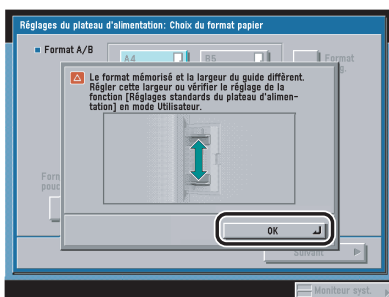 Réglages du plateau d'alimentation: Choix du format papier
Format A/B
A4
B5
Format
Le format mémorisé et la largeur du guide diffèrent.
Régler cette largeur ou vérifier le réglage de la
fonction [Réglages standards du plateau d'alimen-
tation] en mode Utilisateur.
Form
pouc
OK
Suivant
Moniteur syst.